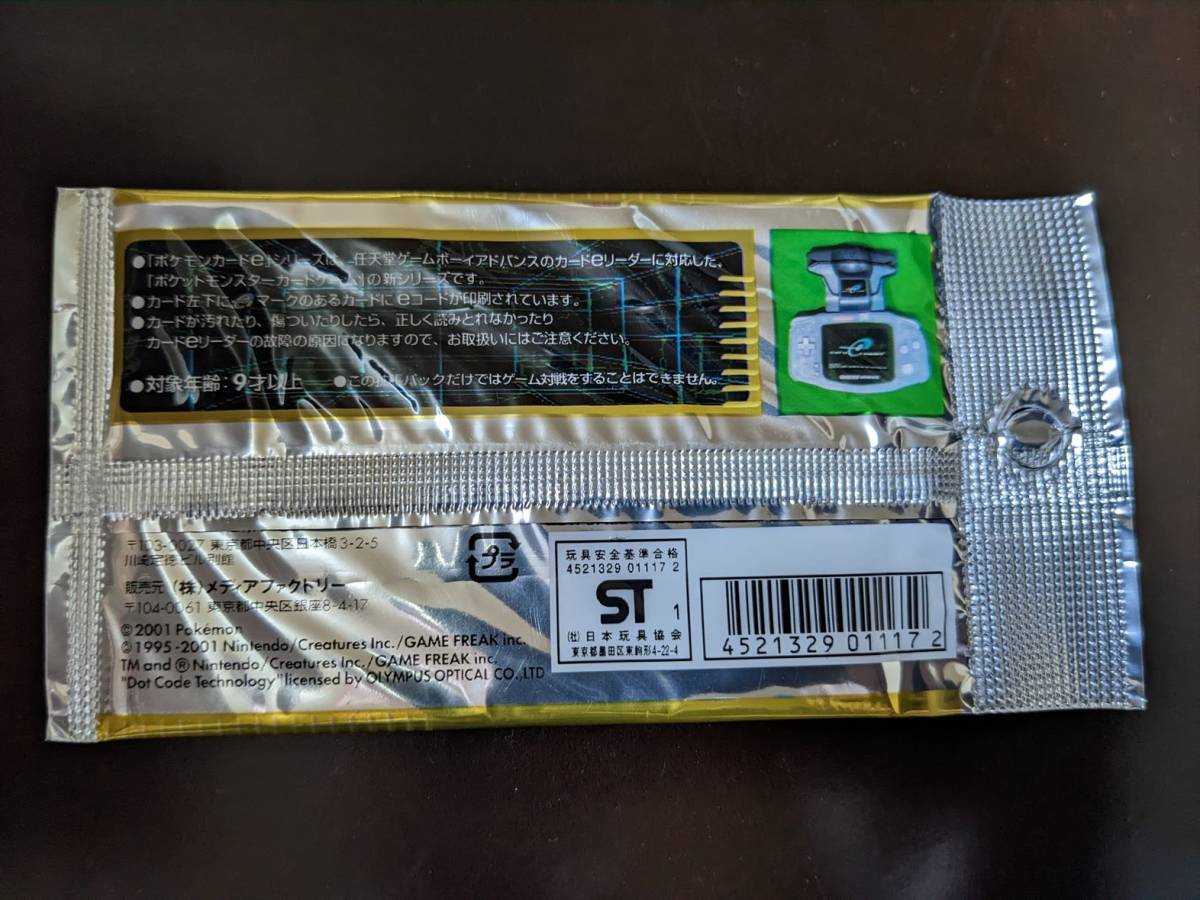 ●「ポケモンカードe」シリーズは、任天堂ゲームボーイアドバンスのカードeリーダーに対応した、
「ポケットモンスターカードゲーム」の新シリーズです。
●カード左下に、マークのあるカードにeコードが印刷されています。
●カードが汚れたり、傷ついたりしたら、正しく読みとれなかったり
カードeリーダーの故障の原因になりますので、お取扱いにはご注意ください。
●対象年齢:9才以上 ●この拡張パックだけではゲーム対戦をすることはできません。
〒103-0027 東京都中央区日本橋3-2-5
川崎定徳ビル別館
販売元 (株)メディアファクトリー
〒104-0061 東京都中央区銀座8-4-17
©2001 Pokémon
©1995-2001 Nintendo/Creatures Inc./GAME FREAK inc.
TM and ® Nintendo/Creatures Inc./GAME FREAK inc.
"Dot Code Technology" licensed by OLYMPUS OPTICAL CO.,LTD
プラ
玩具安全基準合格
4521329 01117 2
ST 1
(社)日本玩具協会
東京都墨田区東駒形4-22-4
4521329 01117 2